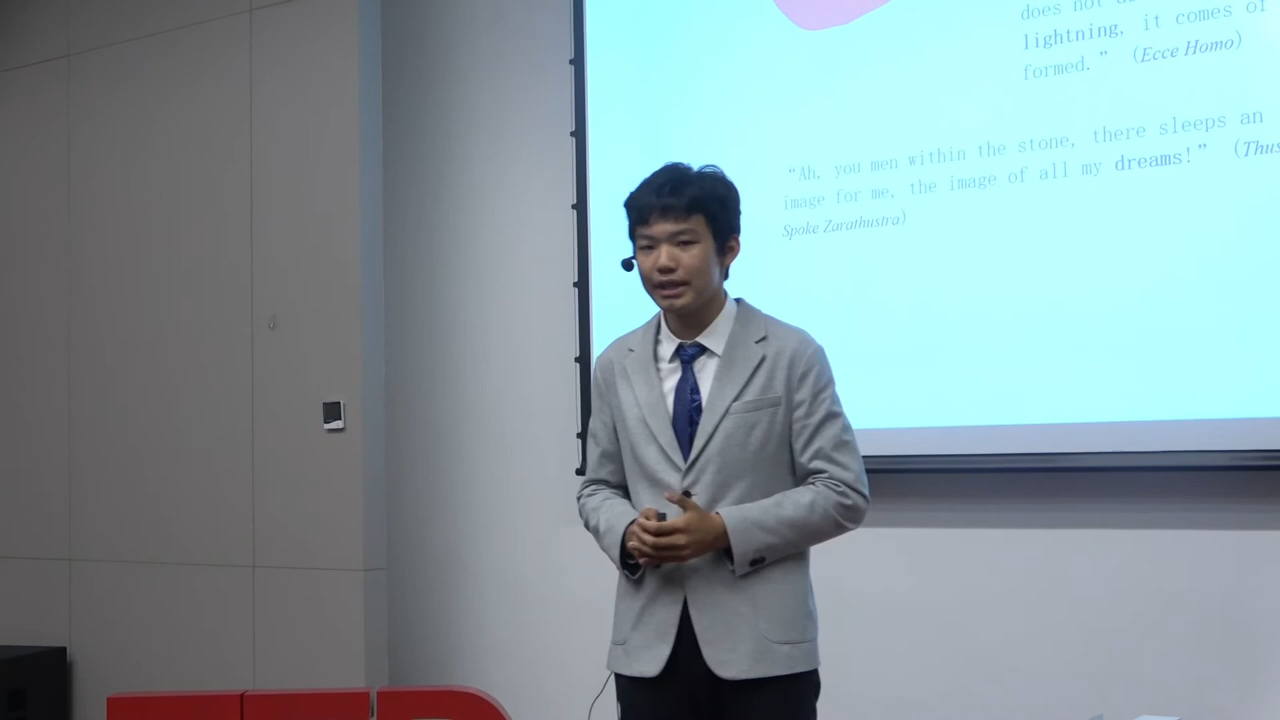 does not
lightning, it comes of
formed.” (Ecce Homo)
“Ah, you men within the stone, there sleeps an
image for me, the image of all my dreams!” (Thus
Spoke Zarathustra)